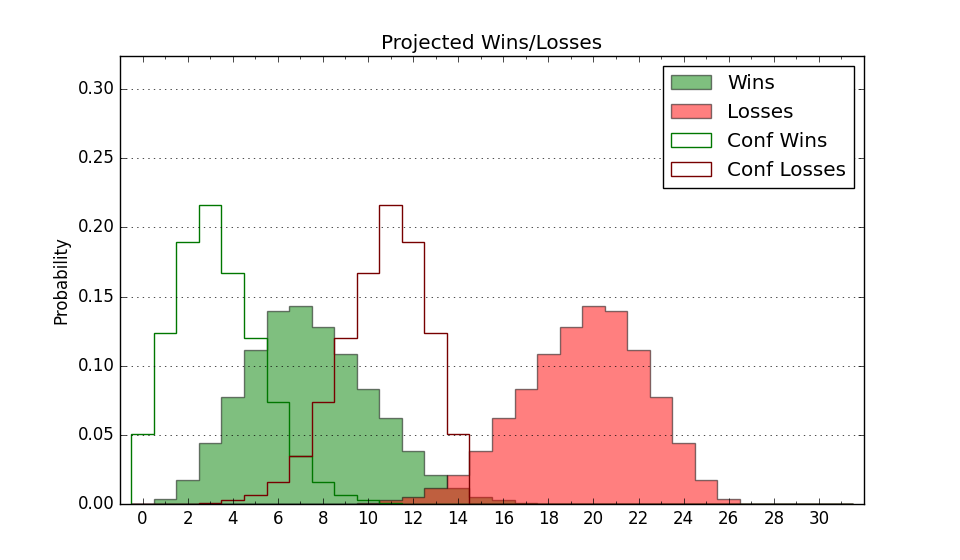 Projected Wins/Losses
Wins
Losses
Conf Wins
Conf Losses
Probability
0.30
0.25
0.20
0.15
0.10
0.05
0.00
0 2 4 6 8 10 12 14 16 18 20 22 24 26 28 30